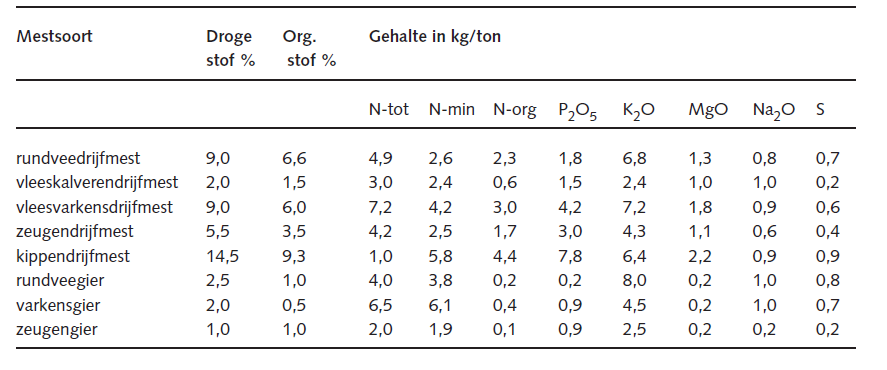 Mestsoort Droge Org. Gehalte in kg/ton
stof % stof %
N-tot N-min N-org P₂O₅ K₂O MgO Na₂O S
rundveedrijfmest 9,0 6,6 4,9 2,6 2,3 1,8 6,8 1,3 0,8 0,7
vleeskalverendrijfmest 2,0 1,5 3,0 2,4 0,6 1,5 2,4 1,0 1,0 0,2
vleesvarkensdrijfmest 9,0 6,0 7,2 4,2 3,0 4,2 7,2 1,8 0,9 0,6
zeugendrijfmest 5,5 3,5 4,2 2,5 1,7 3,0 4,3 1,1 0,6 0,4
kippendrijfmest 14,5 9,3 1,0 5,8 4,4 7,8 6,4 2,2 0,9 0,9
rundveegier 2,5 1,0 4,0 3,8 0,2 0,2 8,0 0,2 1,0 0,8
varkensgier 2,0 0,5 6,5 6,1 0,4 0,9 4,5 0,2 1,0 0,7
zeugengier 1,0 1,0 2,0 1,9 0,1 0,9 2,5 0,2 0,2 0,2